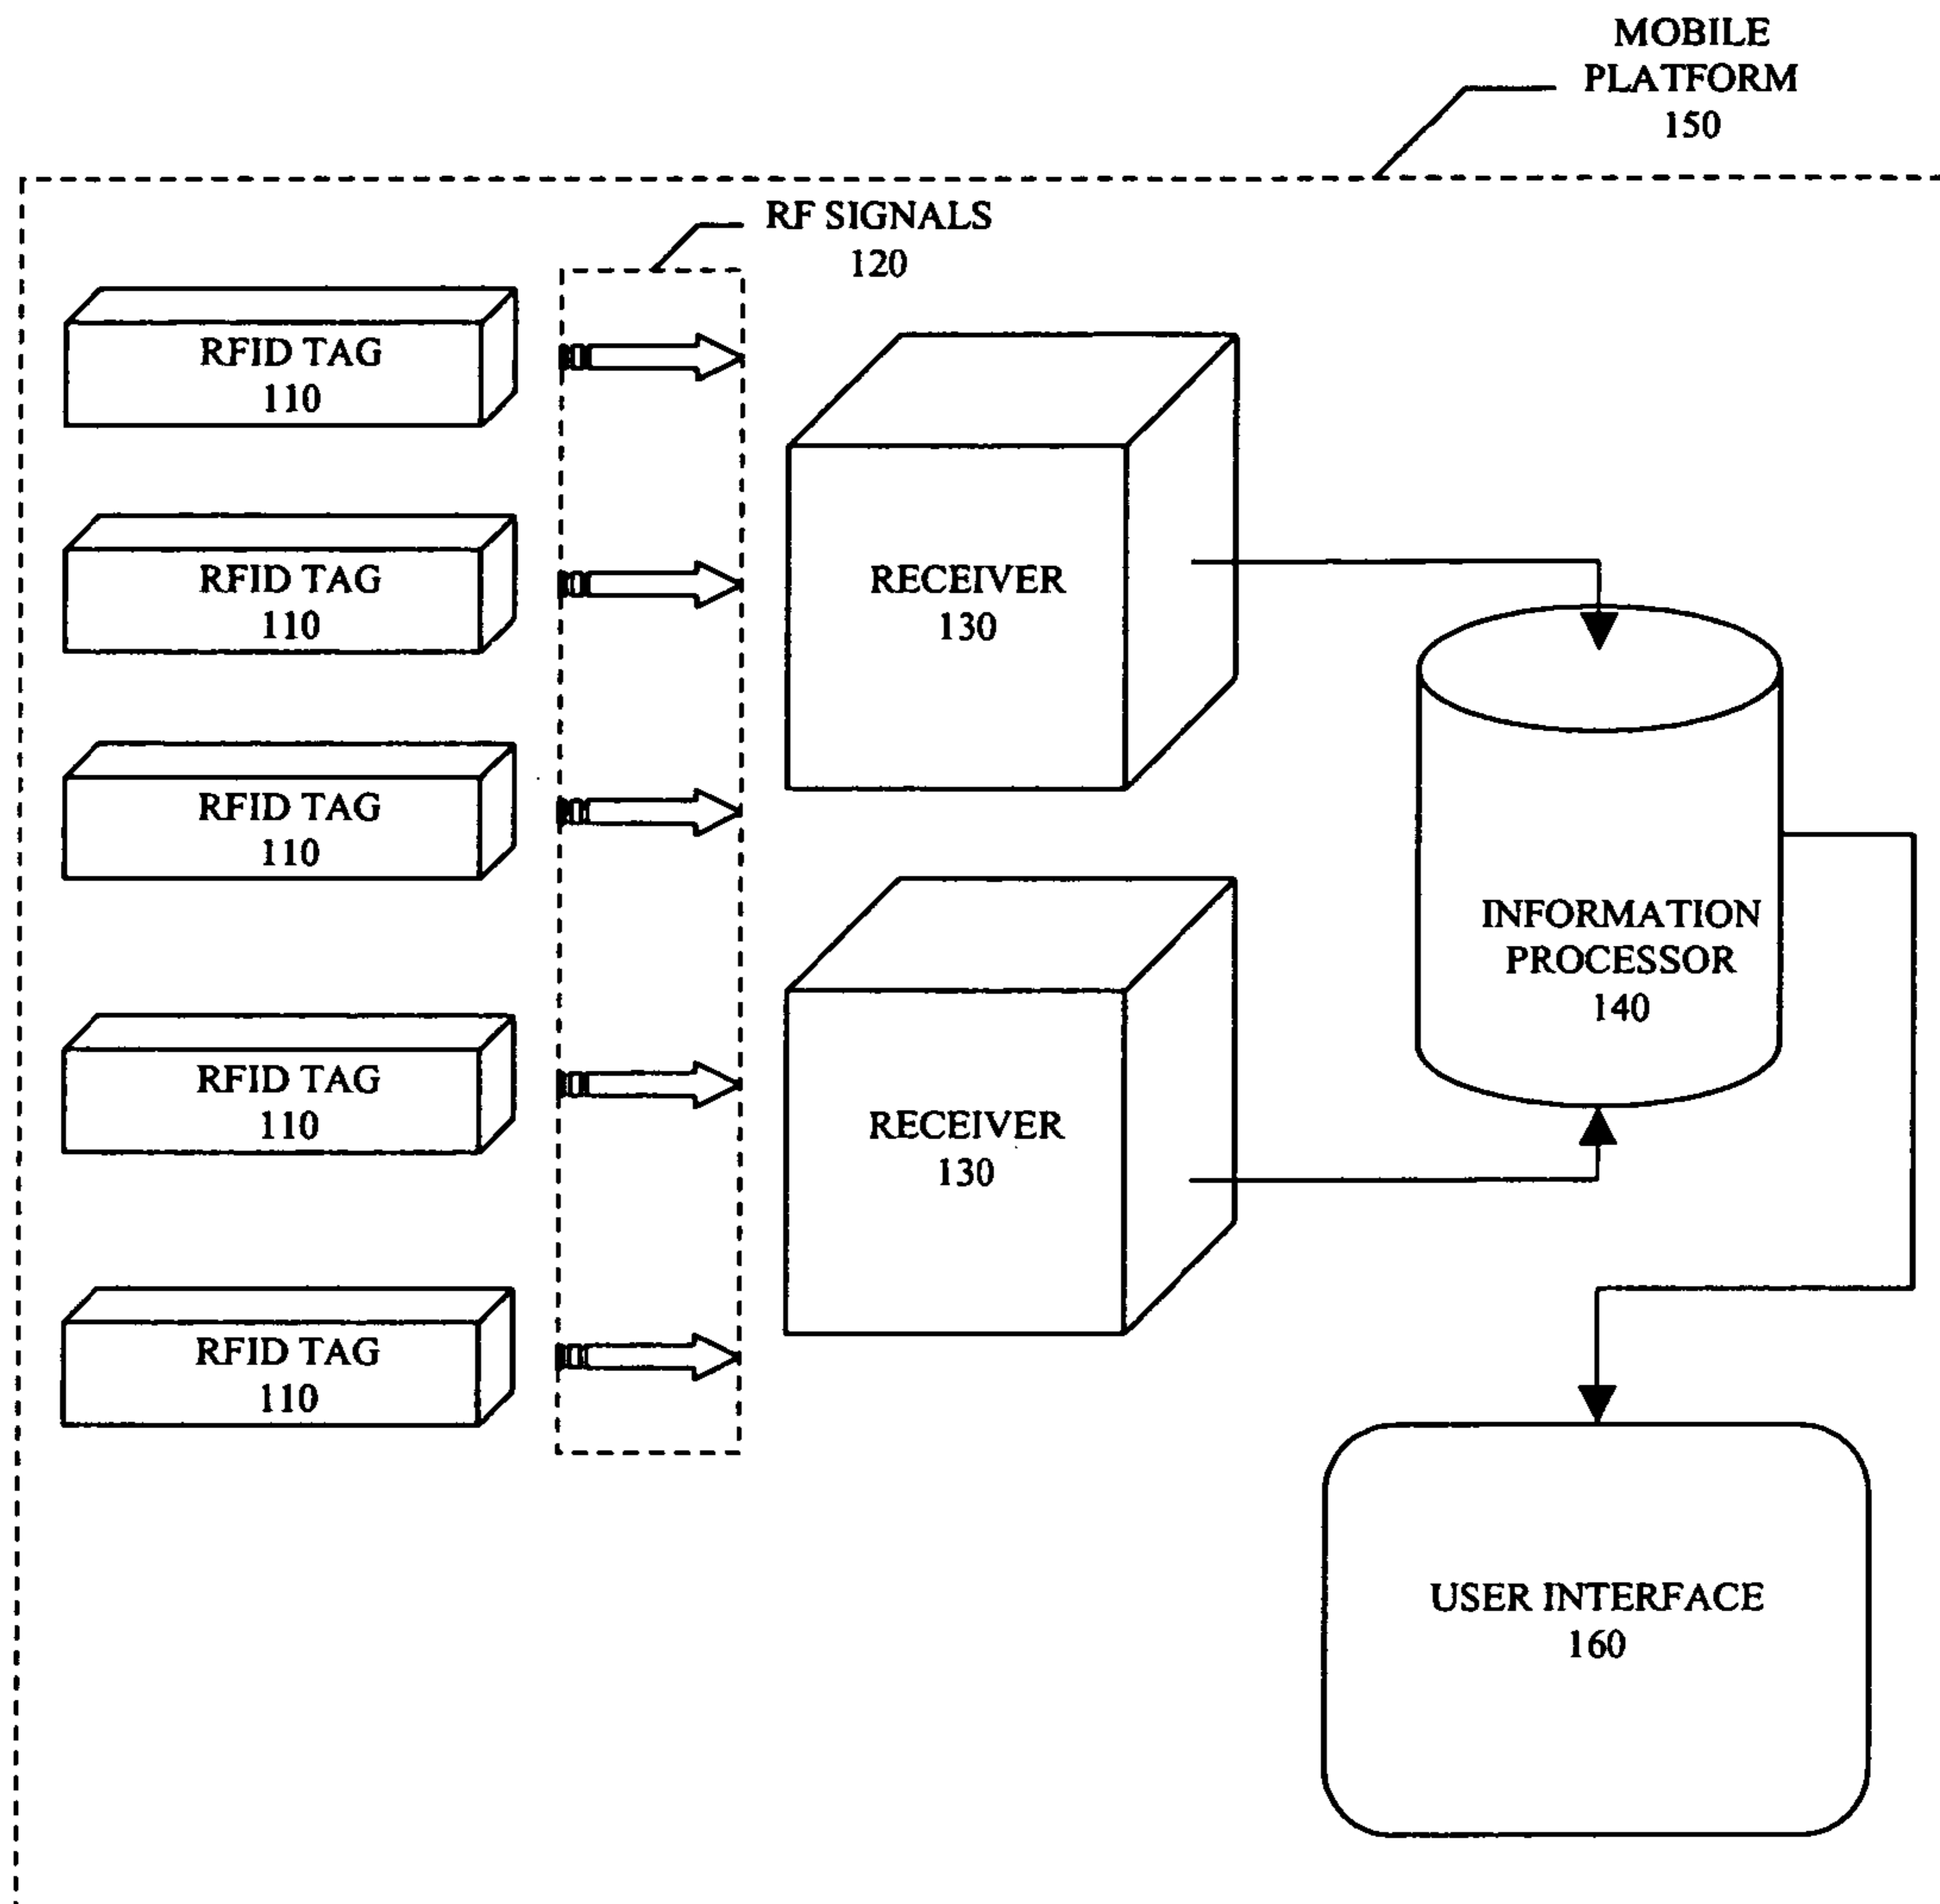 MOBILE
PLATFORM
150
RF SIGNALS
120
RFID TAG
110
RFID TAG
110
RFID TAG
110
RFID TAG
110
RFID TAG
110
RECEIVER
130
RECEIVER
130
INFORMATION
PROCESSOR
140
USER INTERFACE
160